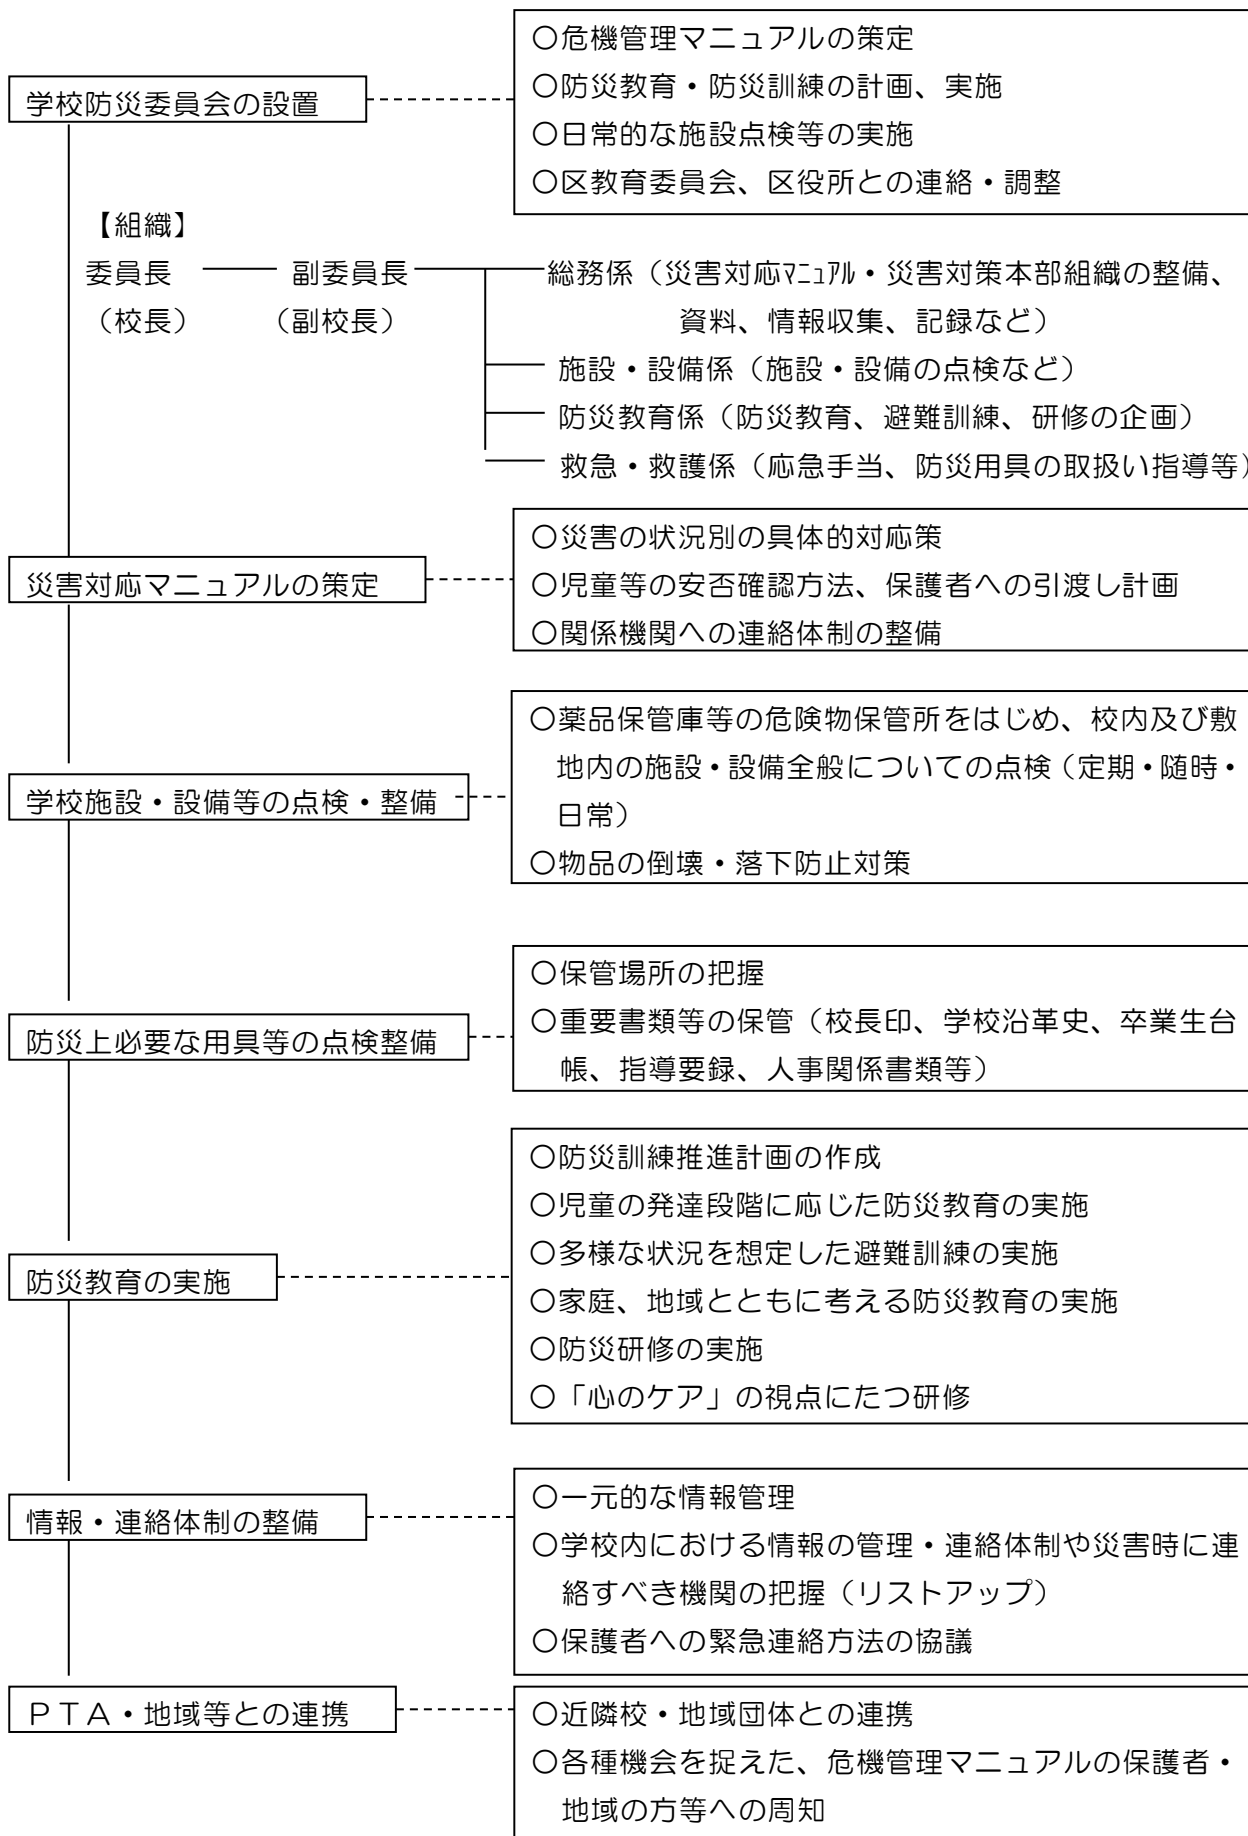 〇危機管理マニュアルの策定
学校防災委員会の設置
〇防災教育・防災訓練の計画、実施
〇日常的な施設点検等の実施
〇区教育委員会、区役所との連絡・調整
【組織】
委員長 副委員長 総務係（災害対応ﾏﾆｭｱﾙ・災害対策本部組織の整備、
（校長） （副校長） 資料、情報収集、記録など）
施設・設備係（施設・設備の点検など）
防災教育係（防災教育、避難訓練、研修の企画）
救急・救護係（応急手当、防災用具の取扱い指導等）
〇災害の状況別の具体的対応策
災害対応マニュアルの策定
〇児童等の安否確認方法、保護者への引渡し計画
〇関係機関への連絡体制の整備
〇薬品保管庫等の危険物保管所をはじめ、校内及び敷
地内の施設・設備全般についての点検（定期・随時・
日常）
学校施設・設備等の点検・整備
〇物品の倒壊・落下防止対策
〇保管場所の把握
防災上必要な用具等の点検整備
〇重要書類等の保管（校長印、学校沿革史、卒業生台
帳、指導要録、人事関係書類等）
〇防災訓練推進計画の作成
〇児童の発達段階に応じた防災教育の実施
〇多様な状況を想定した避難訓練の実施
防災教育の実施
〇家庭、地域とともに考える防災教育の実施
〇防災研修の実施
〇「心のケア」の視点にたつ研修
〇一元的な情報管理
情報・連絡体制の整備
〇学校内における情報の管理・連絡体制や災害時に連
絡すべき機関の把握（リストアップ）
〇保護者への緊急連絡方法の協議
ＰＴＡ・地域等との連携
〇近隣校・地域団体との連携
〇各種機会を捉えた、危機管理マニュアルの保護者・
地域の方等への周知